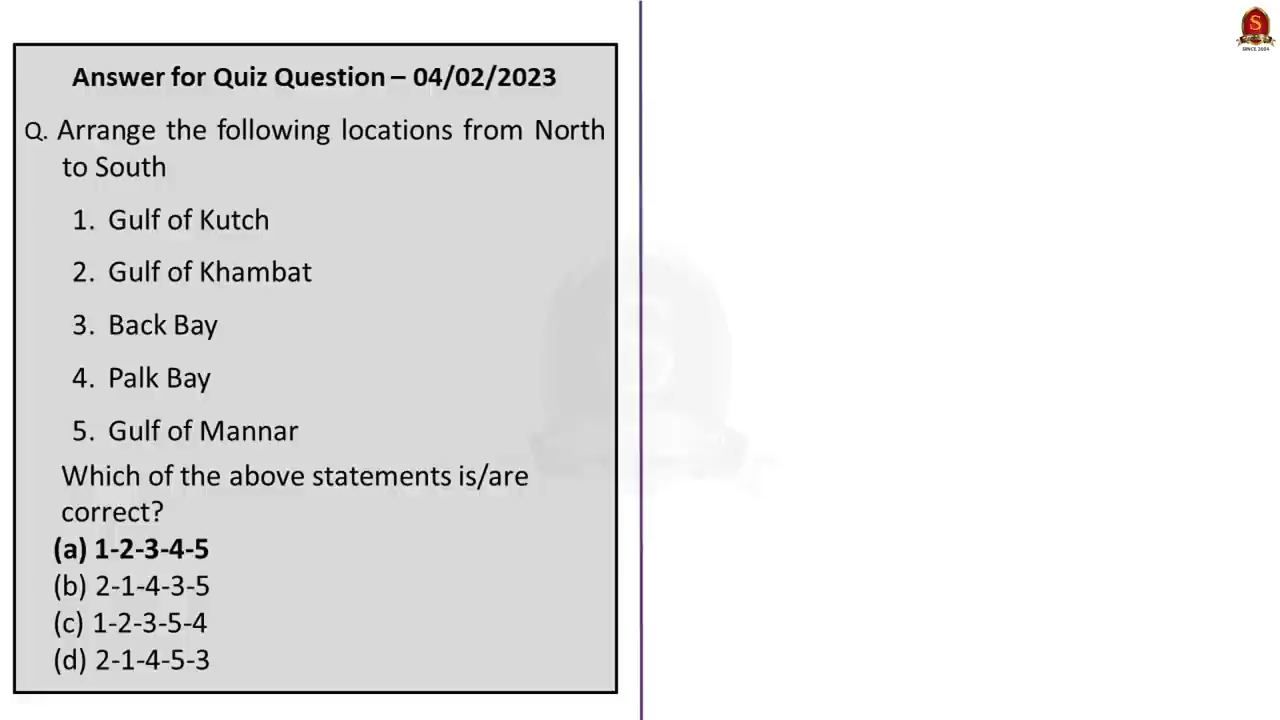 Answer for Quiz Question – 04/02/2023
Q. Arrange the following locations from North
to South
1. Gulf of Kutch
2. Gulf of Khambat
3. Back Bay
4. Palk Bay
5. Gulf of Mannar
Which of the above statements is/are
correct?
(a) 1-2-3-4-5
(b) 2-1-4-3-5
(c) 1-2-3-5-4
(d) 2-1-4-5-3
S
SINCE 2004